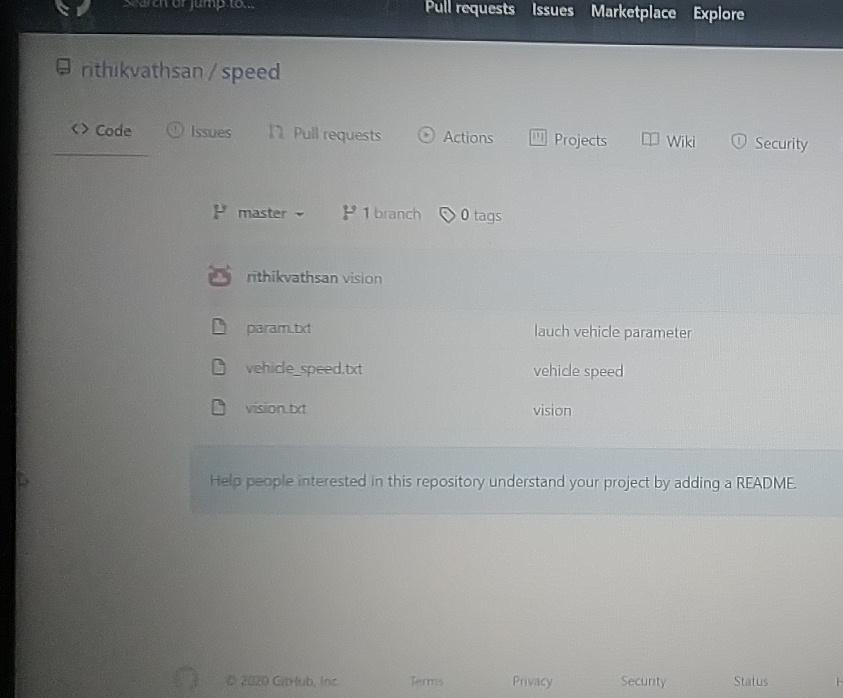 Search or jump to...
Pull requests Issues Marketplace Explore
rithikvathsan / speed
Code Issues Pull requests Actions Projects Wiki Security
master 1 branch 0 tags
rithikvathsan vision
param.txt lauch vehicle parameter
vehicle_speed.txt vehicle speed
vision.txt vision
Help people interested in this repository understand your project by adding a README.
© 2020 GitHub, Inc. Terms Privacy Security Status